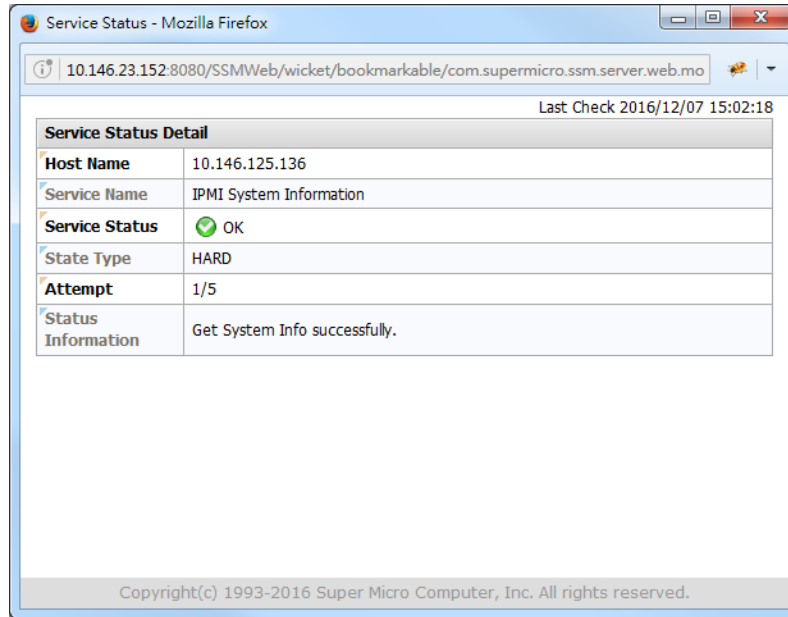 Service Status - Mozilla Firefox
10.146.23.152:8080/SSMWeb/wicket/bookmarkable/com.supermicro.ssm.server.web.mo
Last Check 2016/12/07 15:02:18
Service Status Detail
Host Name 10.146.125.136
Service Name IPMI System Information
Service Status OK
State Type HARD
Attempt 1/5
Status
Information Get System Info successfully.
Copyright(c) 1993-2016 Super Micro Computer, Inc. All rights reserved.